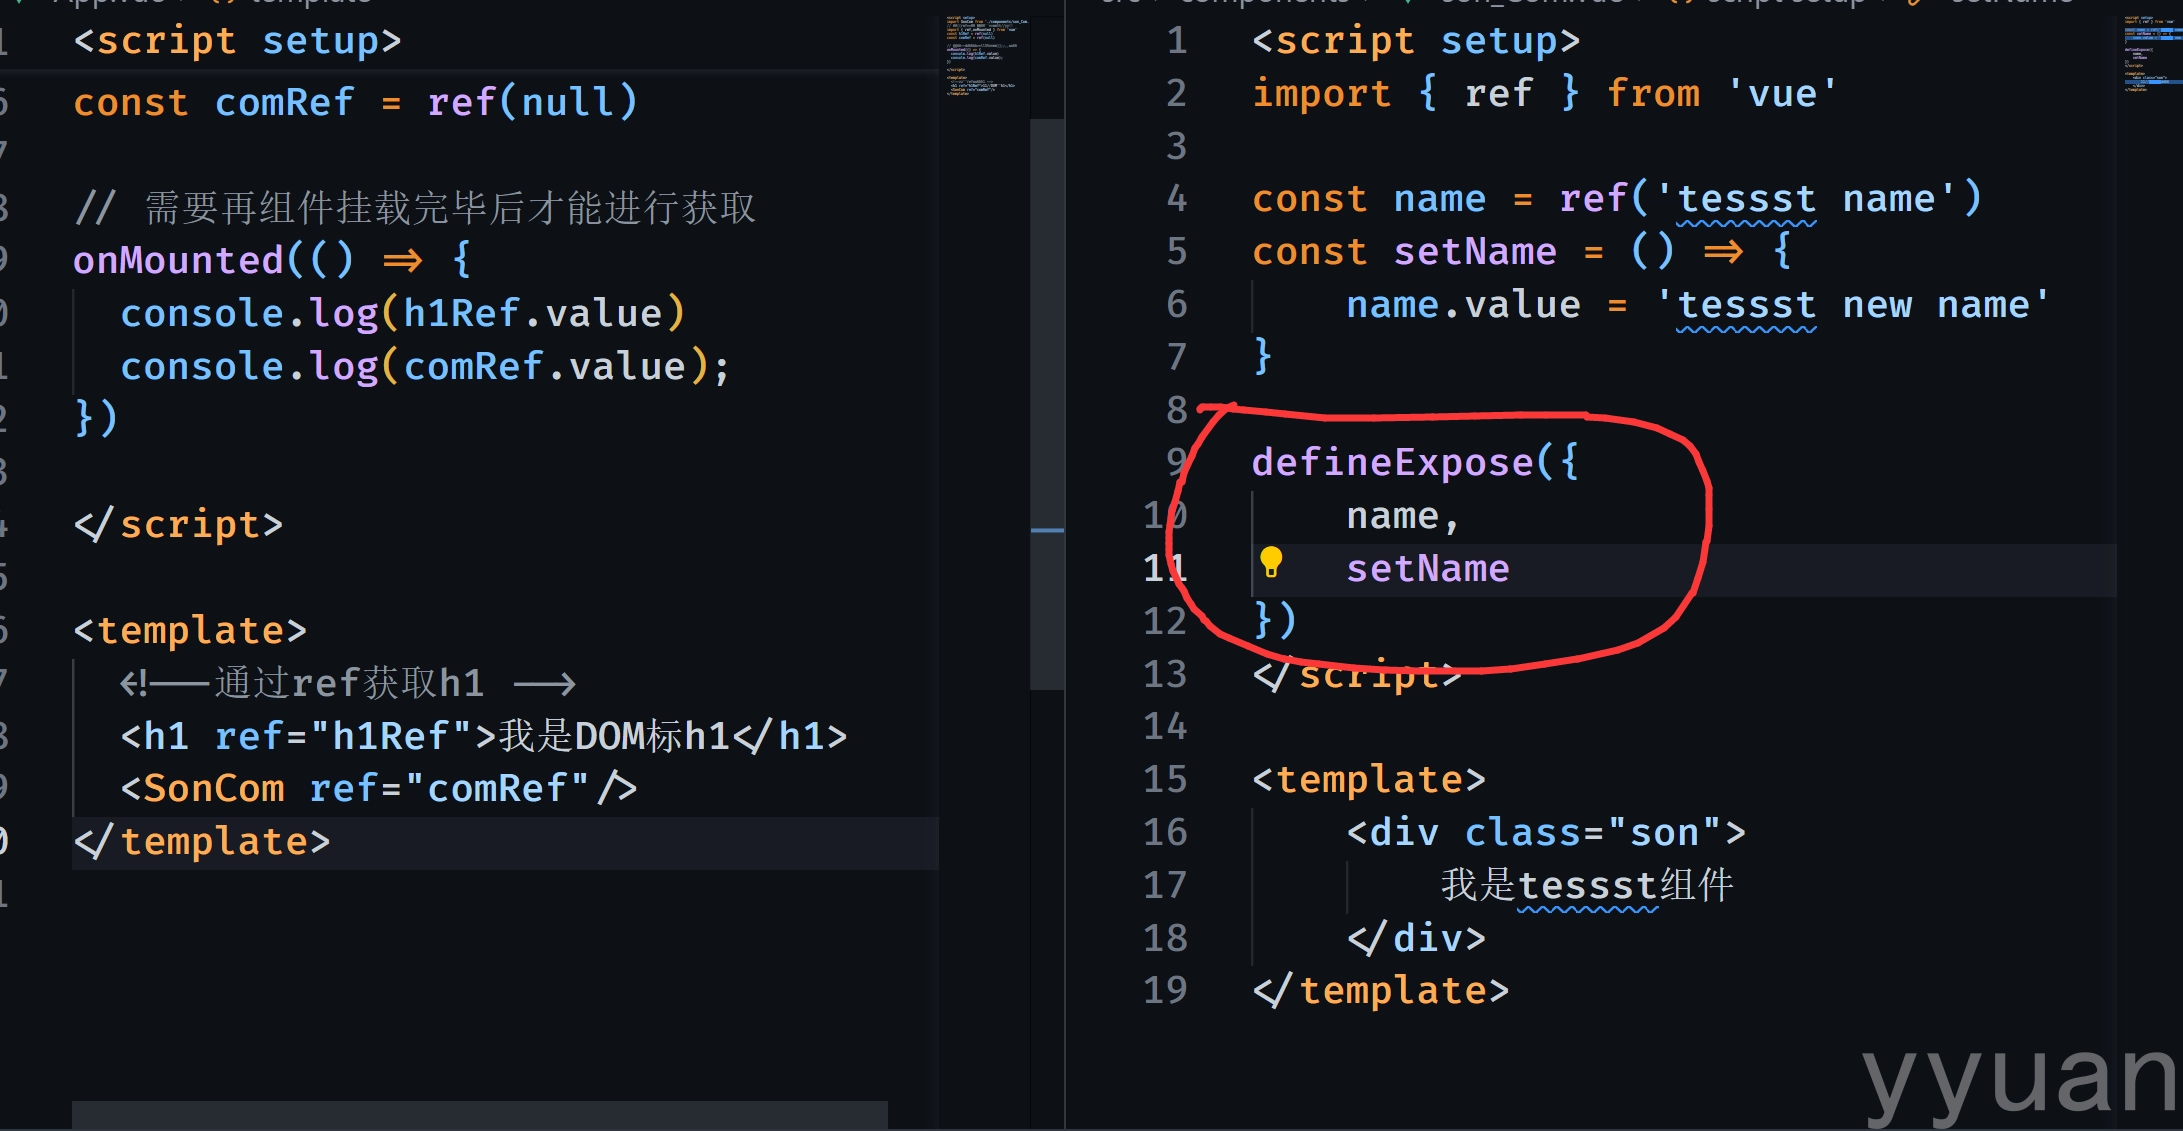 <script setup>
const comRef = ref(null)
// 需要再组件挂载完毕后才能进行获取
onMounted(() => {
console.log(h1Ref.value)
console.log(comRef.value);
})
</script>
<template>
<!--通过ref获取h1 -->
<h1 ref="h1Ref">我是DOM标h1</h1>
<SonCom ref="comRef"/>
</template>
1 <script setup>
2 import { ref } from 'vue'
3
4 const name = ref('tessst name')
5 const setName = () => {
6 name.value = 'tessst new name'
7 }
8
9 defineExpose({
10 name,
11 setName
12 })
13 </script>
14
15 <template>
16 <div class="son">
17 我是tessst组件
18 </div>
19 </template>
yyuan